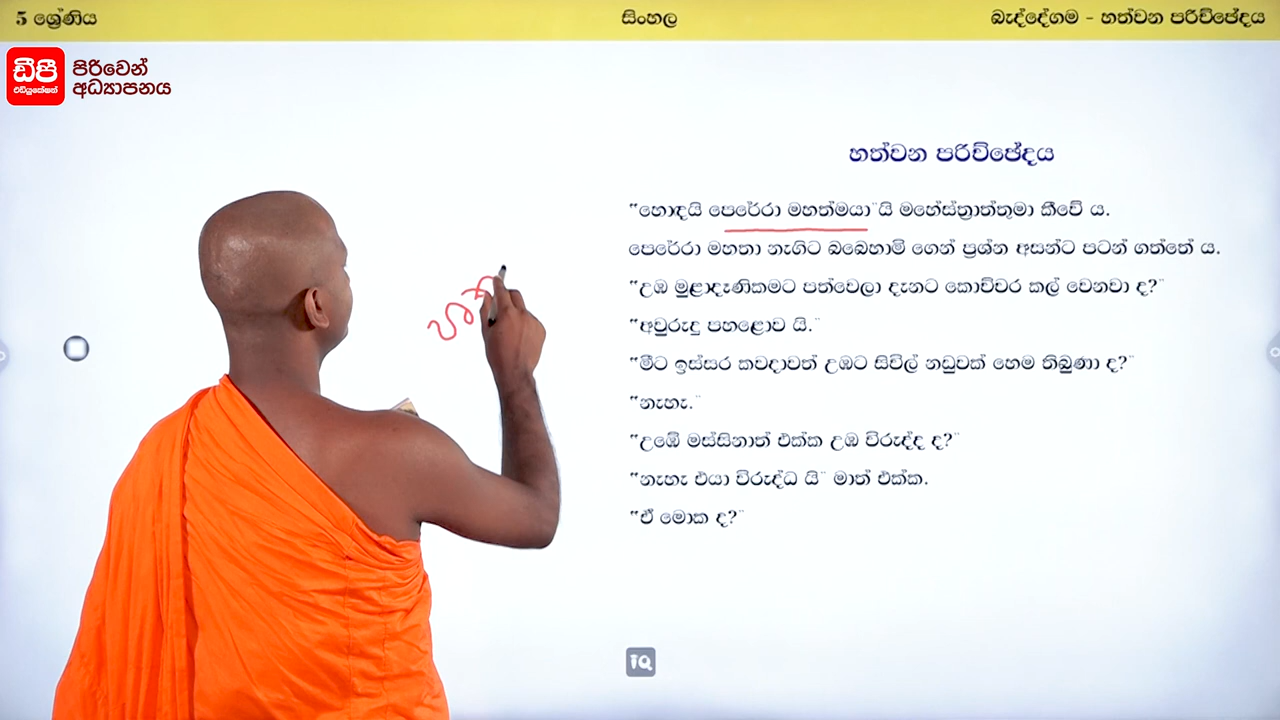 5 ශ්‍රේණිය
සිංහල
බැද්දේගම - හත්වන පරිච්ඡේදය
ඩීපී
එඩියුකේෂන්
පිරිවෙන්
අධ්‍යාපනය
හත්වන පරිච්ඡේදය
"හොඳයි පෙරේරා මහත්මයා"යි මහේස්ත්‍රාත්තුමා කීවේ ය.
පෙරේරා මහතා නැගිට බබෙහාමි ගෙන් ප්‍රශ්න අසන්ට පටන් ගත්තේ ය.
"උඹ මුළාදෑණිකමට පත්වෙලා දැනට කොච්චර කල් වෙනවා ද?"
"අවුරුදු පහළොව යි."
"මීට ඉස්සර කවදාවත් උඹට සිවිල් නඩුවක් හෙම තිබුණා ද?"
"නැහැ."
"උඹේ මස්සිනාත් එක්ක උඹ විරුද්ද ද?"
"නැහැ එයා විරුද්ධ යි" මාත් එක්ක.
"ඒ මොක ද?"
IQ